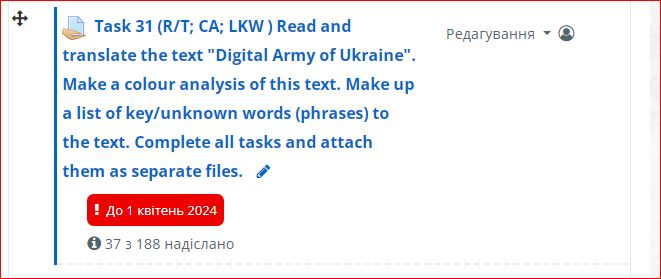 Task 31 (R/T; CA; LKW ) Read and
translate the text "Digital Army of Ukraine".
Make a colour analysis of this text. Make up
a list of key/unknown words (phrases) to
the text. Complete all tasks and attach
them as separate files.
Редагування
! До 1 квітень 2024
37 з 188 надіслано